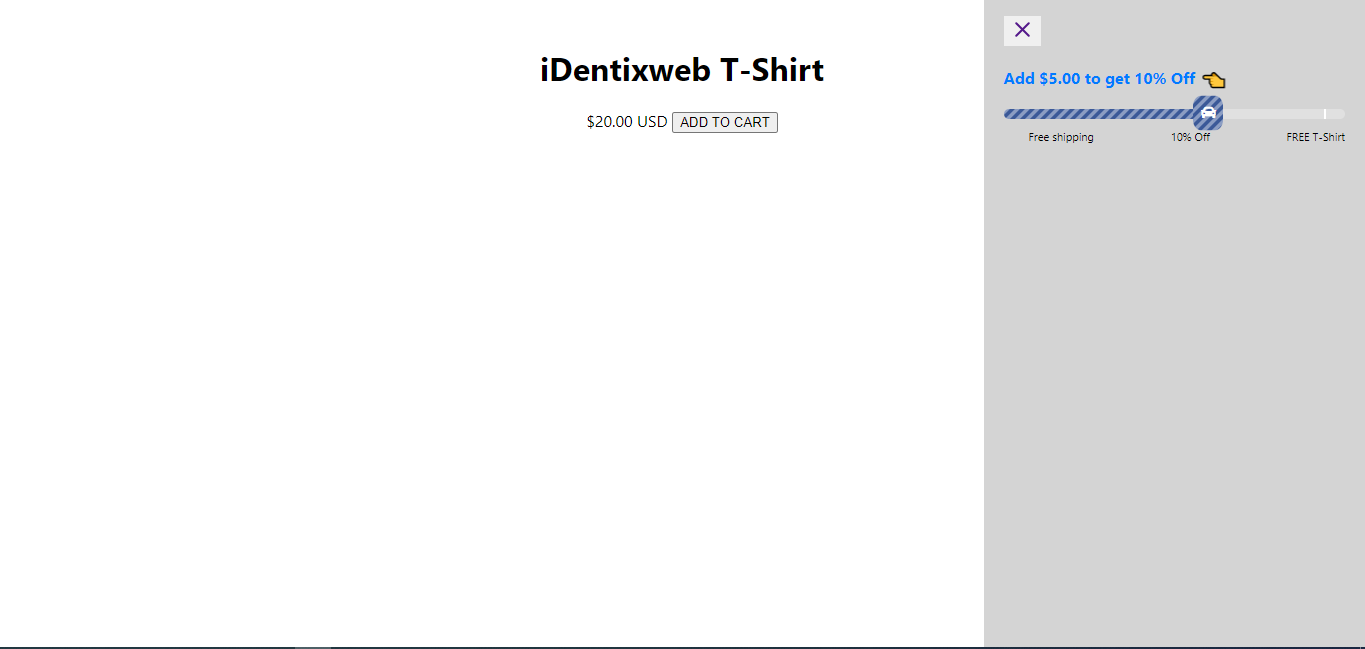 iDentixweb T-Shirt
$20.00 USD ADD TO CART
Add $5.00 to get 10% Off 👈
Free shipping 10% Off FREE T-Shirt